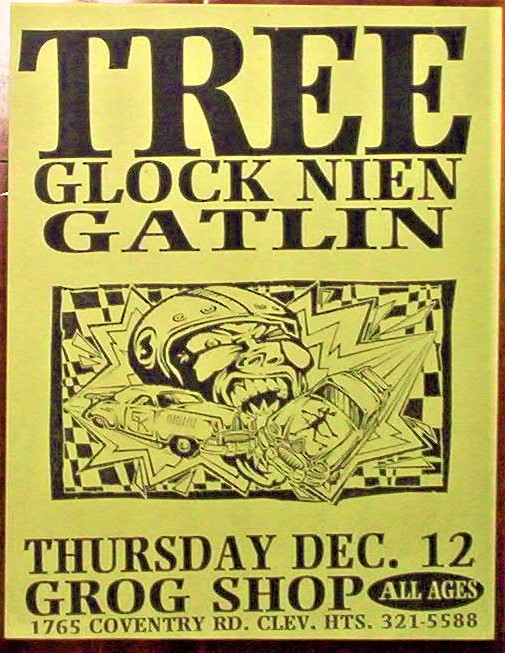 TREE
GLOCK NIEN
GATLIN
THURSDAY DEC. 12
GROG SHOP ALL AGES
1765 COVENTRY RD. CLEV. HTS. 321-5588